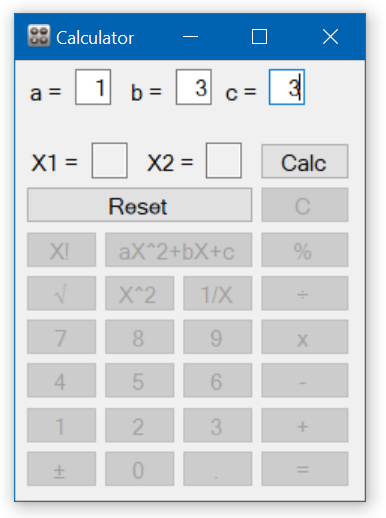 Calculator
a = 1 b = 3 c = 3
X1 = X2 = Calc
Reset C
X! aX^2+bX+c %
√ X^2 1/X ÷
7 8 9 x
4 5 6 -
1 2 3 +
± 0 . =